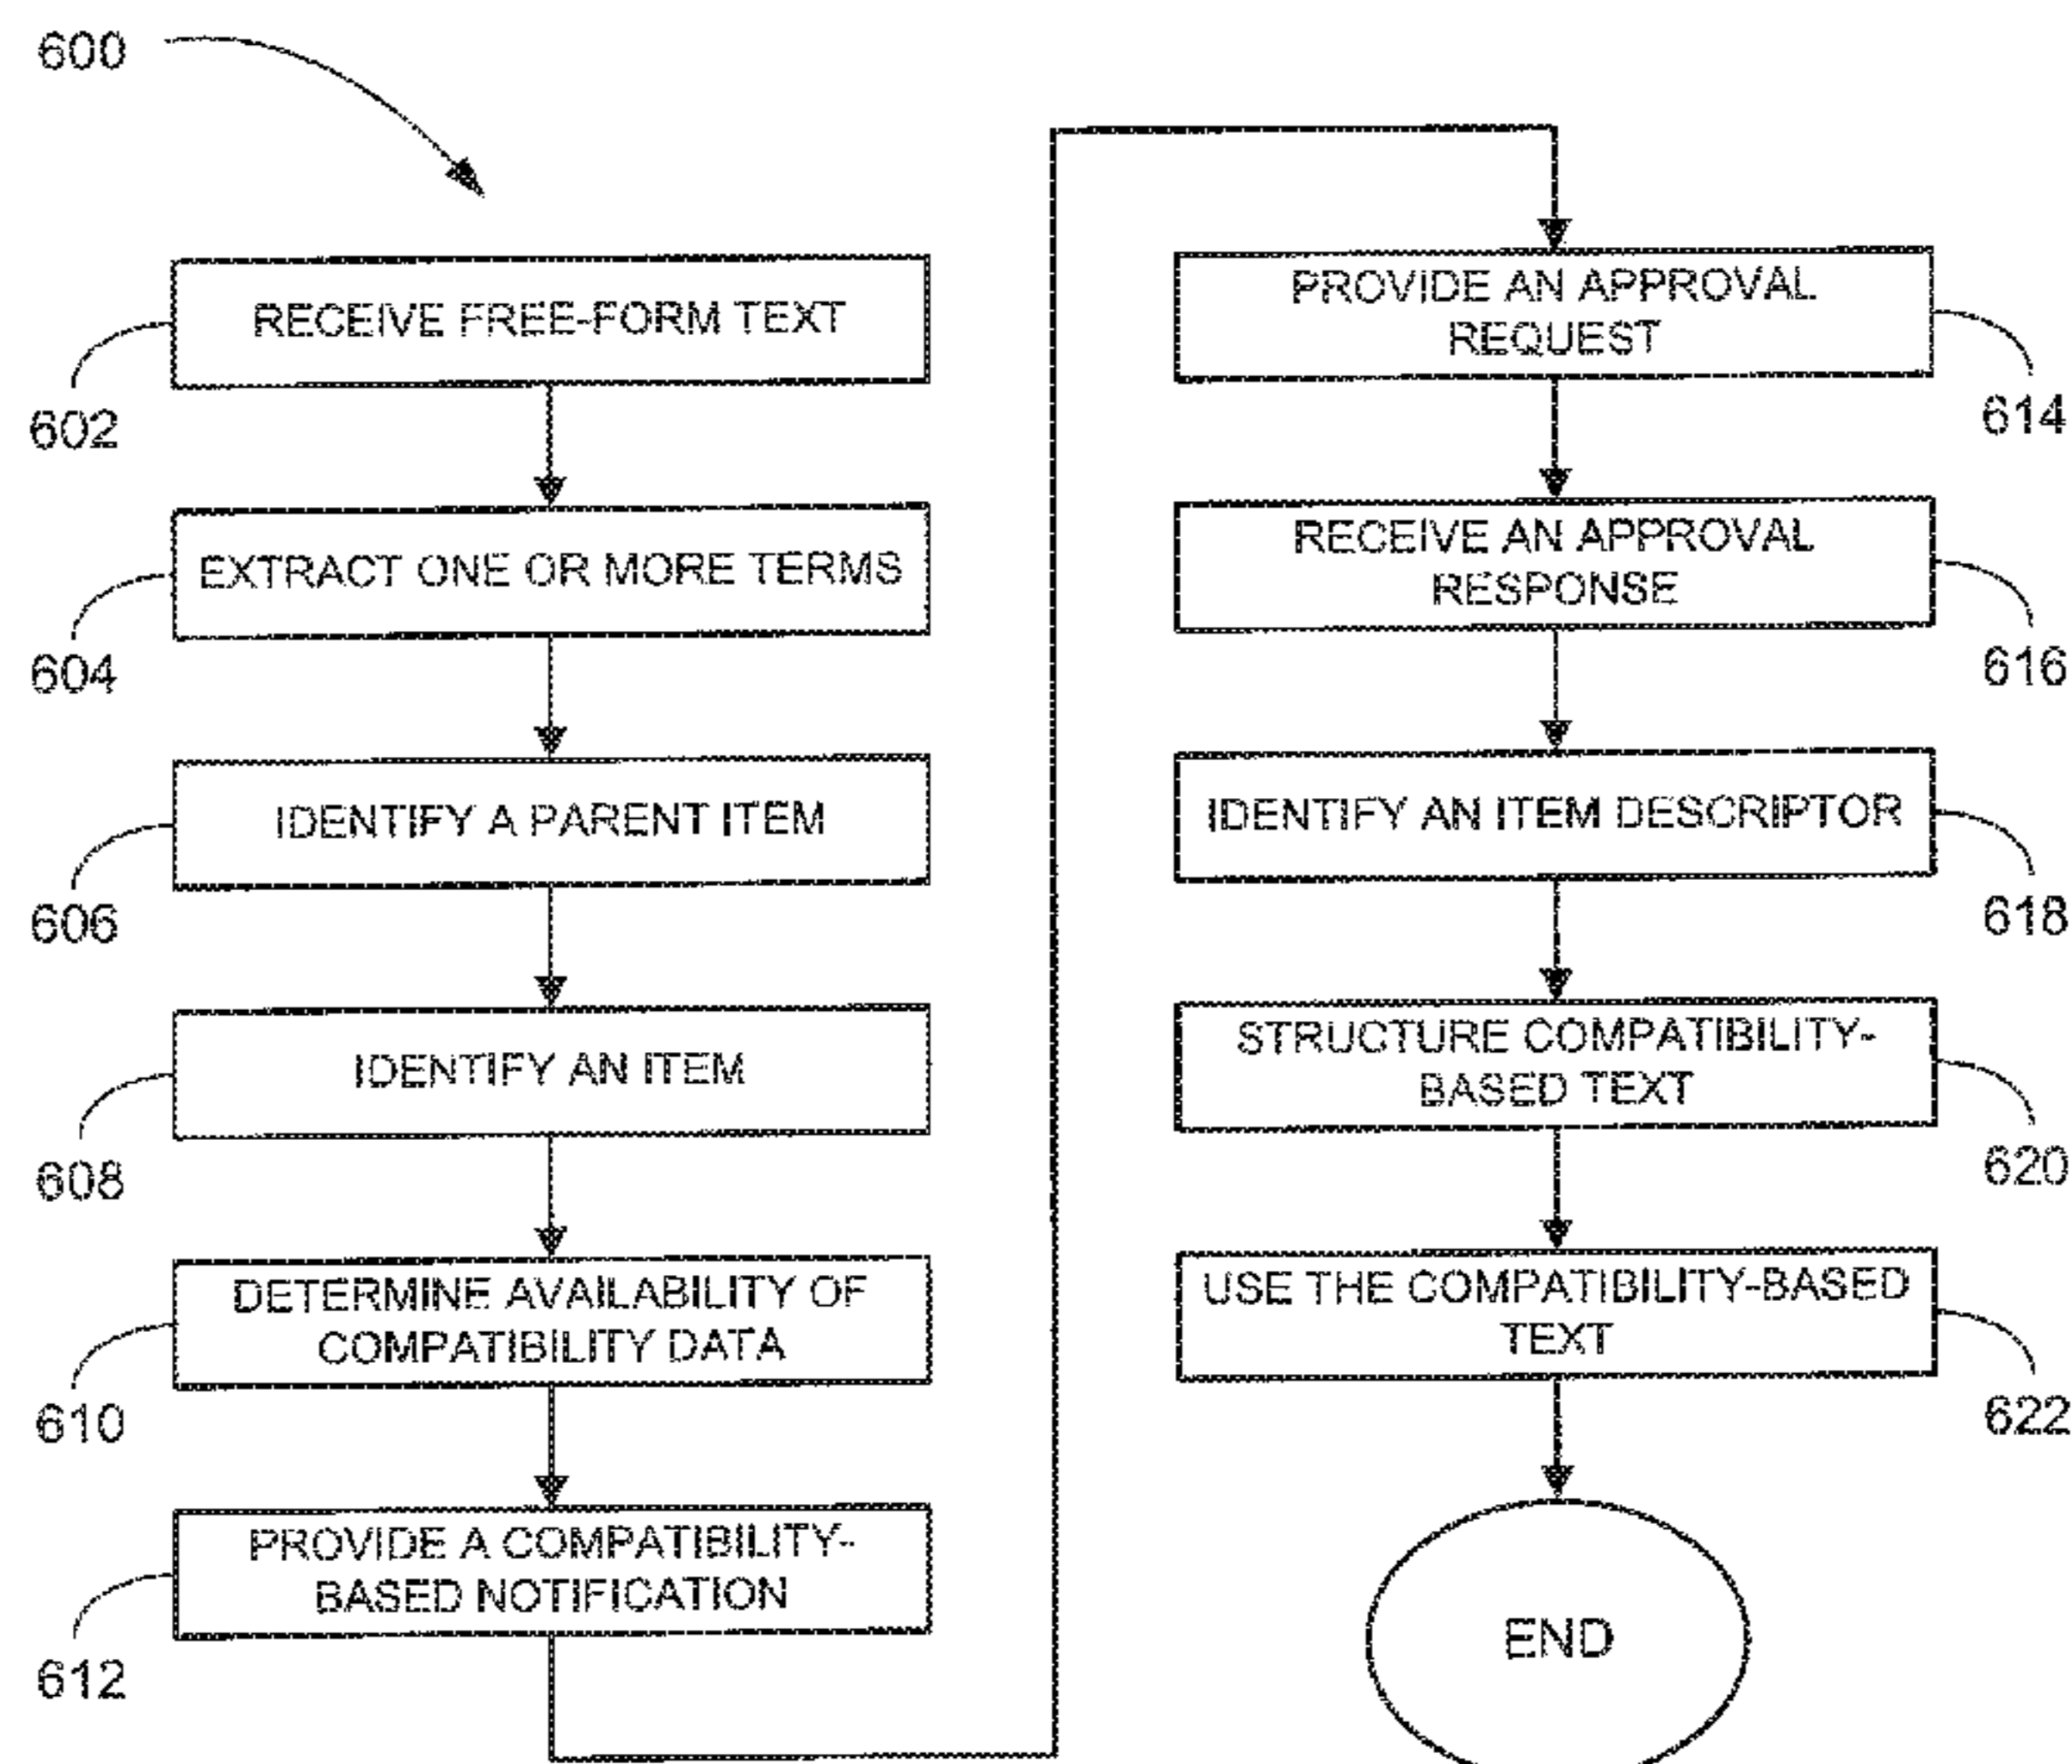 600
RECEIVE FREE-FORM TEXT
602
EXTRACT ONE OR MORE TERMS
604
IDENTIFY A PARENT ITEM
606
IDENTIFY AN ITEM
608
DETERMINE AVAILABILITY OF
COMPATIBILITY DATA
610
PROVIDE A COMPATIBILITY-
BASED NOTIFICATION
612
PROVIDE AN APPROVAL
REQUEST
614
RECEIVE AN APPROVAL
RESPONSE
616
IDENTIFY AN ITEM DESCRIPTOR
618
STRUCTURE COMPATIBILITY-
BASED TEXT
620
USE THE COMPATIBILITY-BASED
TEXT
622
END